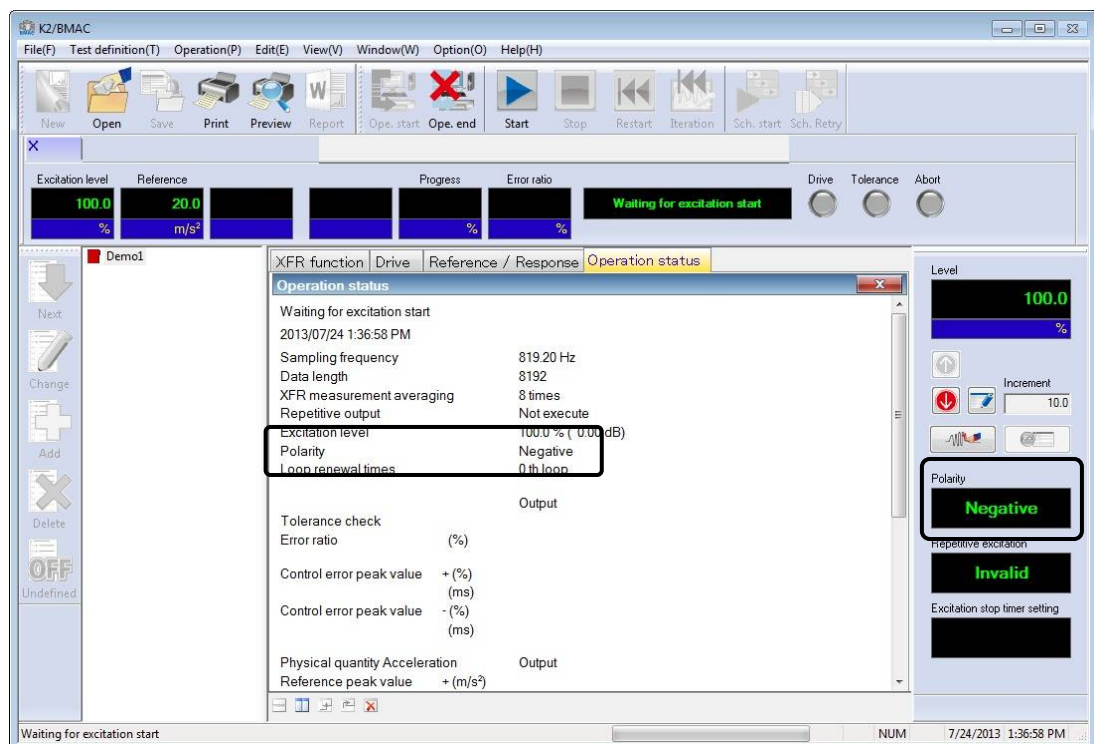 K2/BMAC
File(F) Test definition(T) Operation(P) Edit(E) View(V) Window(W) Option(O) Help(H)
New Open Save Print Preview Report Ope. start Ope. end Start Stop Restart Iteration Sch. start Sch. Retry
X
Excitation level Reference Progress Error ratio Drive Tolerance Abort
100.0 20.0 Waiting for excitation start
% m/s² % %
Demo1
Next
Change
Add
Delete
OFF
Undefined
XFR function Drive Reference / Response Operation status
Operation status
Waiting for excitation start
2013/07/24 1:36:58 PM
Sampling frequency 819.20 Hz
Data length 8192
XFR measurement averaging 8 times
Repetitive output Not execute
Excitation level 100.0 % ( 0.00 dB)
Polarity Negative
Loop renewal times 0 th loop
Output
Tolerance check
Error ratio (%)
Control error peak value + (%)
(ms)
Control error peak value - (%)
(ms)
Physical quantity Acceleration Output
Reference peak value + (m/s²)
Level
100.0
%
Increment
10.0
Polarity
Negative
Repetitive excitation
Invalid
Excitation stop timer setting
Waiting for excitation start NUM 7/24/2013 1:36:58 PM